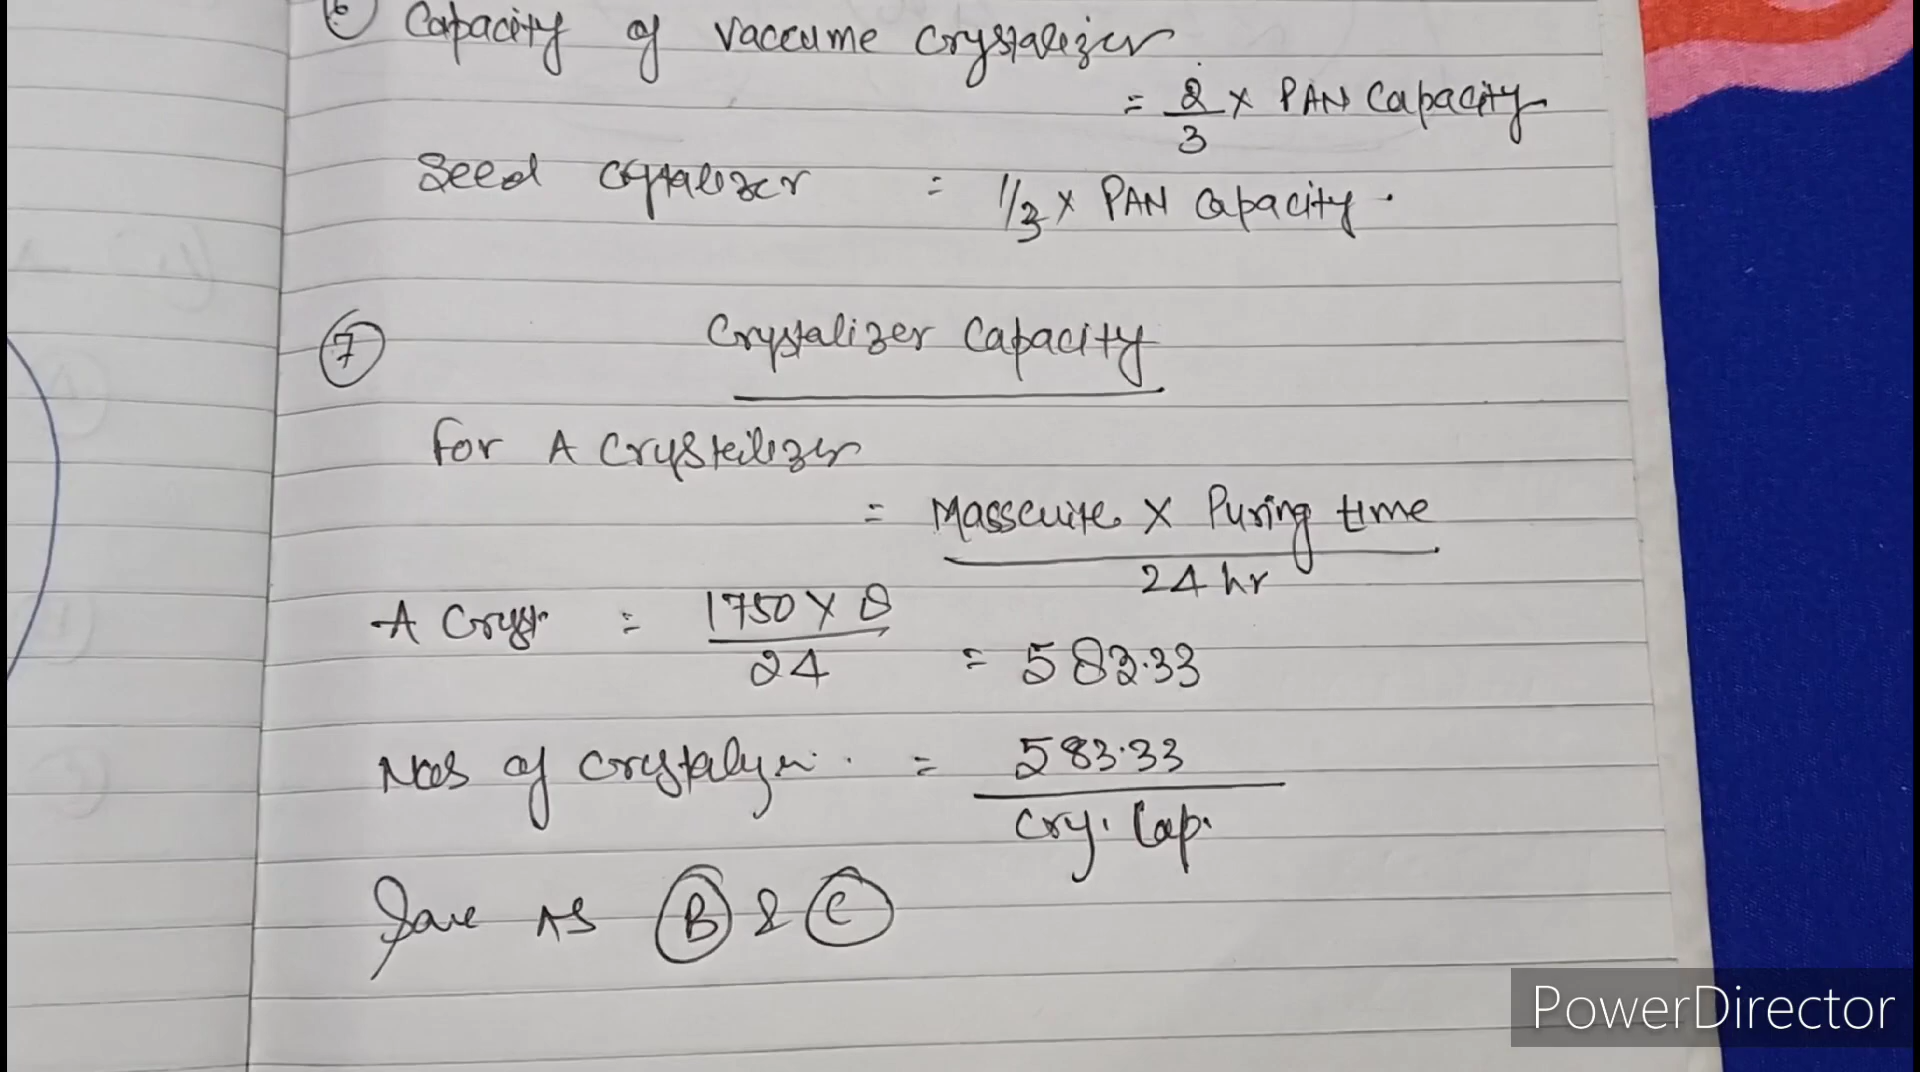 6 Capacity of Vaccume Crystalizer
= 2/3 X PAN Capacity
Seed Crystalizer = 1/3 X PAN Capacity.
7 Crystalizer Capacity
For A Crystalizer
= Masscuite X Puring time
24 hr
A Cryst. = 1750 X 8
24 = 583.33
Nos of crystalyzer. = 583.33
Cry. Cap.
Same AS B & C
PowerDirector